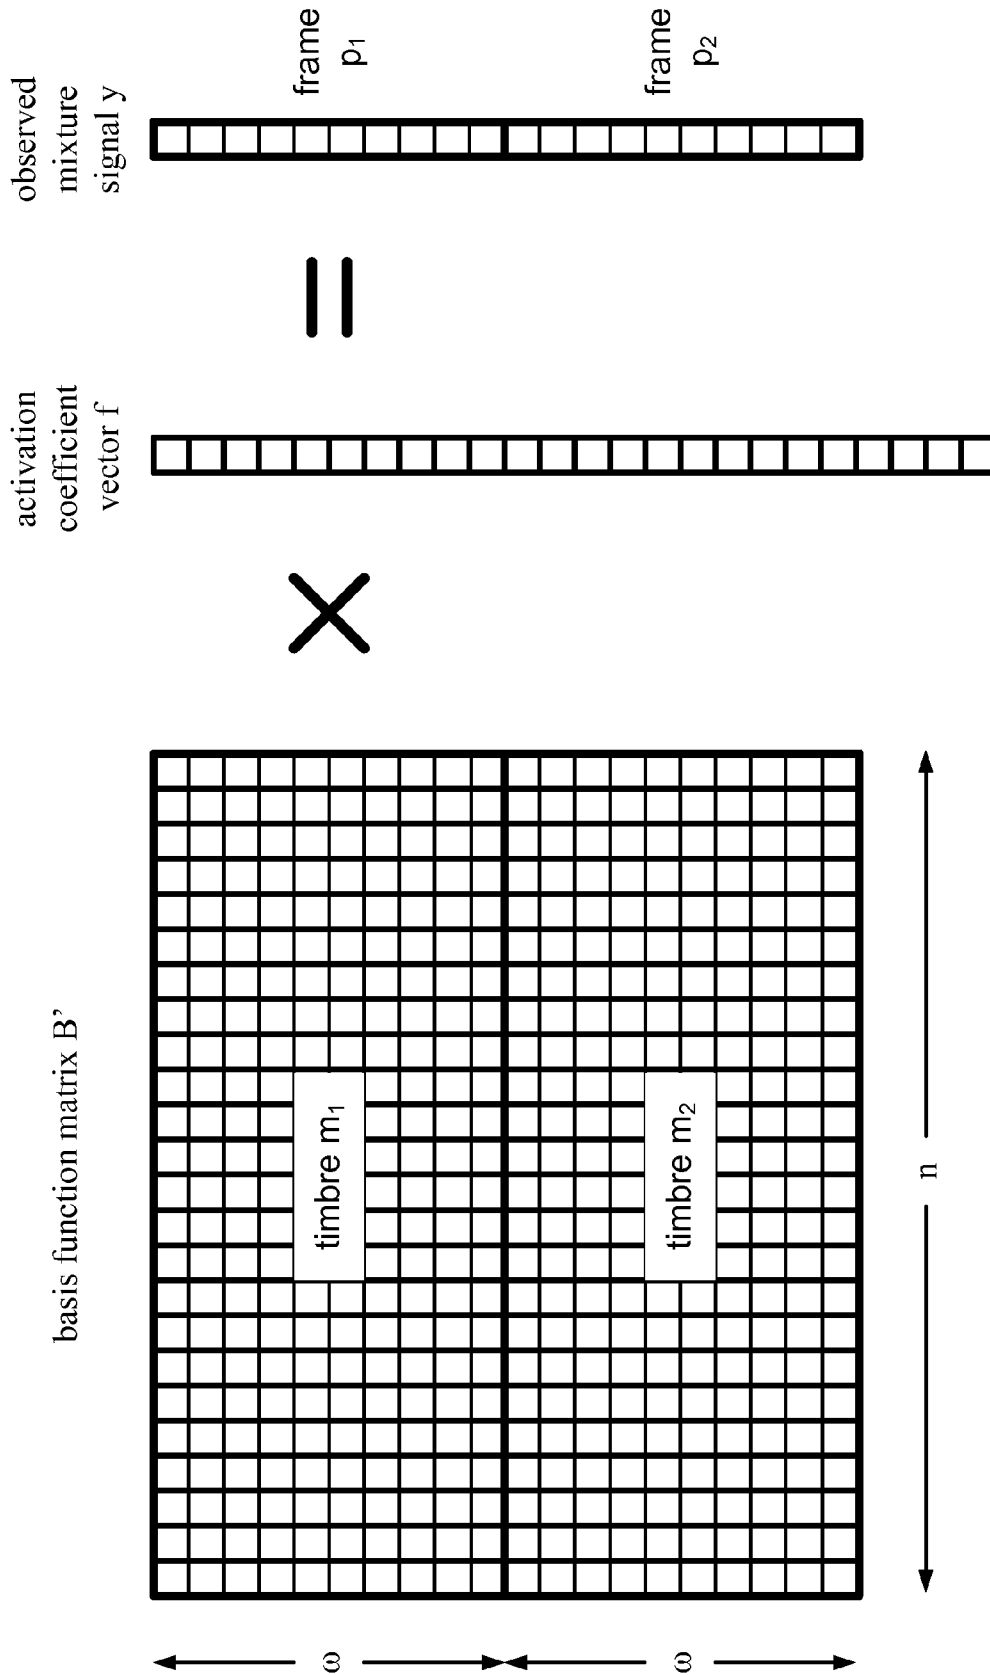 basis function matrix B’
activation
coefficient
vector f
observed
mixture
signal y
timbre m₁
timbre m₂
frame
p₁
frame
p₂
ω
ω
n